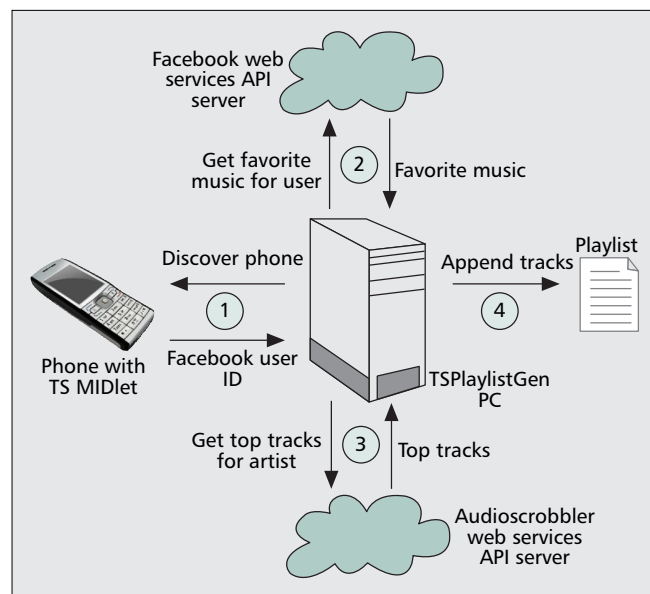 Facebook web
services API
server
Get favorite
music for user
2
Favorite music
Discover phone
1
Facebook user
ID
Phone with
TS MIDlet
Append tracks
4
Playlist
TSPlaylistGen
PC
Get top tracks
for artist
3
Top tracks
Audioscrobbler
web services
API server